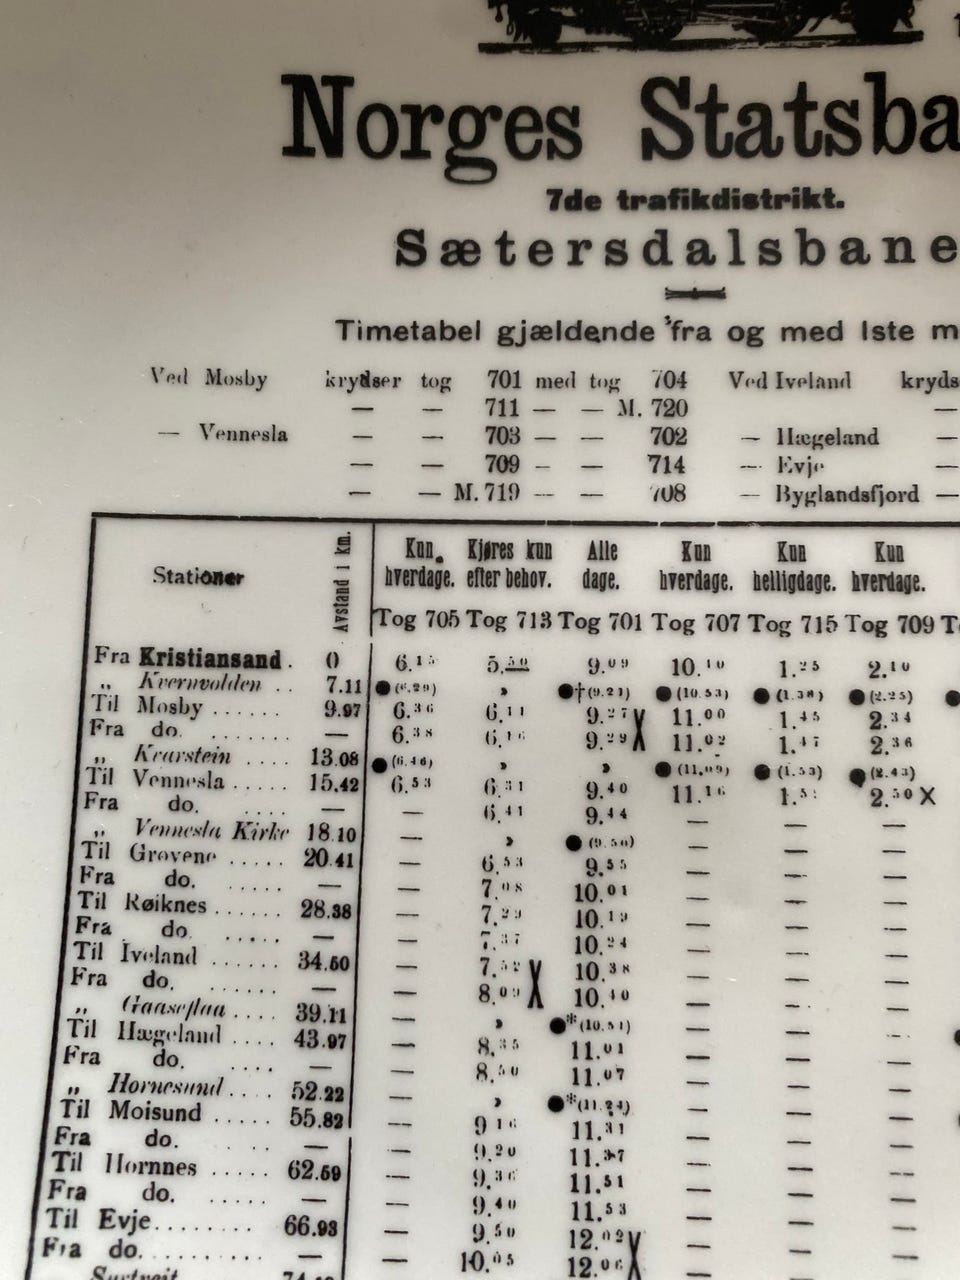 Norges Statsba
7de trafikdistrikt.
Sætersdalsbane
Timetabel gjældende fra og med 1ste m
Ved Mosby krydser tog 701 med tog 704 Ved Iveland kryds
— — 711 — — M. 720 —
— Vennesla — — 703 — — 702 — Hægeland —
— — 709 — — 714 — Evje —
— — M. 719 — — 708 — Byglandsfjord —
Stationer Avstand i km. Kun hverdage. Kjøres kun efter behov. Alle dage. Kun hverdage. Kun helligdage. Kun hverdage.
Tog 705 Tog 713 Tog 701 Tog 707 Tog 715 Tog 709
Fra Kristiansand . 0 6.15 5.50 9.09 10.40 1.25 2.10
„ Kvernvolden . . 7.11 ●(6.29) » ●†(9.21) ●(10.53) ●(1.38) ●(2.25)
Til Mosby ...... 9.97 6.36 6.11 9.27 11.00 1.45 2.34
Fra do. ....... — 6.38 6.16 9.29 X 11.02 1.47 2.36
„ Kvarstein .... 13.08 ●(6.46) » » ●(11.09) ●(1.53) ●(2.43)
Til Vennesla ..... 15.42 6.53 6.31 9.40 11.16 2.50 X
Fra do. .... — — 6.41 9.44 — — —
„ Vennesla Kirke 18.10 » ●(9.50)
Til Grovene ..... 20.41 — 6.53 9.55 — — —
Fra do. ..... — — 7.08 10.01 — — —
Til Røiknes ...... 28.38 — 7.29 10.19 — — —
Fra do. ..... — — 7.37 10.24 — — —
Til Iveland ...... 34.60 — 7.52 10.38 — — —
Fra do. ...... — — 8.09 X 10.40 — — —
„ Gaaseflaa .... 39.11 » ●*(10.51)
Til Hægeland .... 43.97 — 8.35 11.01 — — —
Fra do. .... — — 8.50 11.07 — — —
„ Hornesund .... 52.22 » ●*(11.24)
Til Moisund ..... 55.82 — 9.16 11.31 — — —
Fra do. ..... — — 9.20 11.37 — — —
Til Hornnes .... 62.59 — 9.36 11.51 — — —
Fra do. ..... — — 9.40 11.53 — — —
Til Evje........ 66.93 — 9.50 12.02 — — —
Fra do. ........ — — 10.05 12.06 X — — —